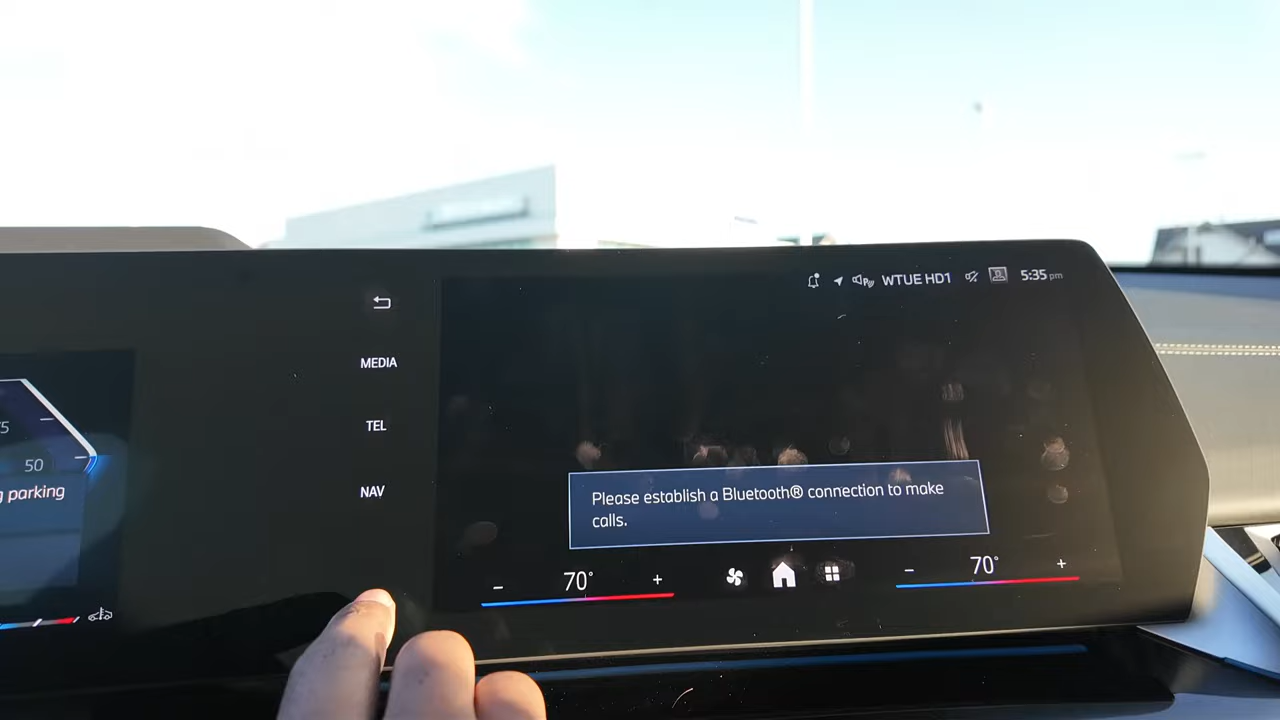 WTUE HD1
5:35 pm
MEDIA
TEL
NAV
50
g parking
Please establish a Bluetooth® connection to make
calls.
− 70° +
− 70° +